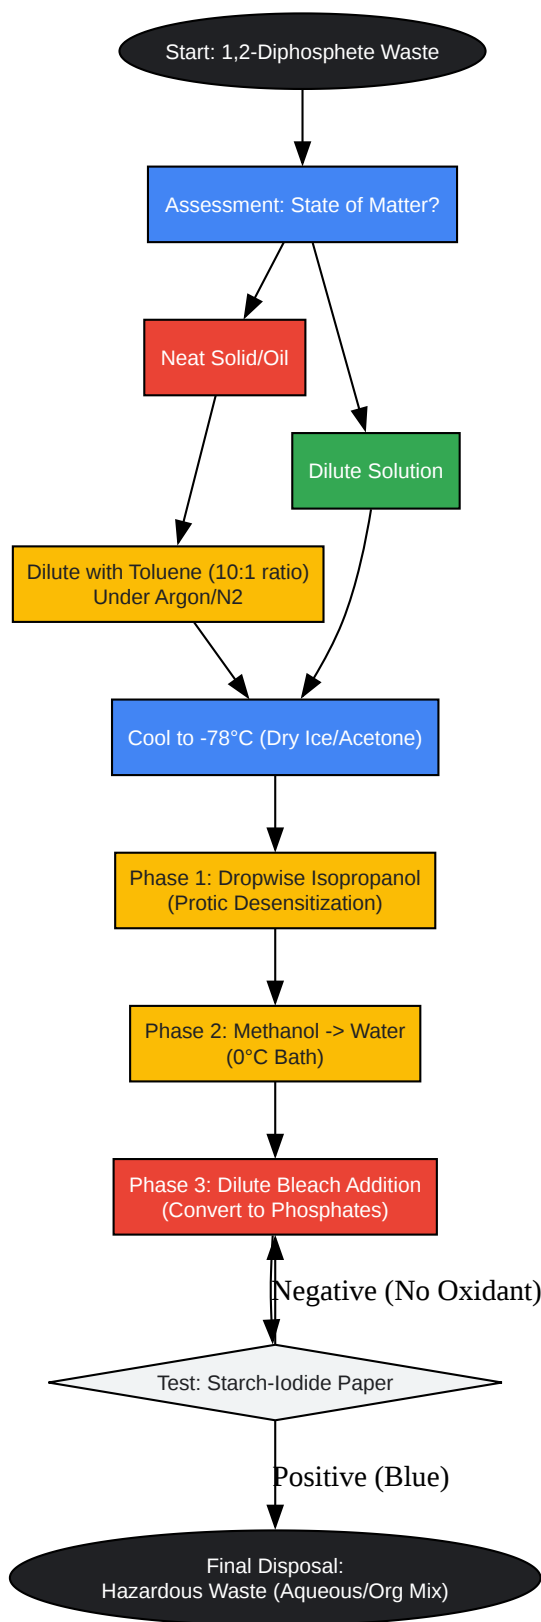 Start: 1,2-Diphosphete Waste
Assessment: State of Matter?
Neat Solid/Oil
Dilute Solution
Dilute with Toluene (10:1 ratio)
Under Argon/N2
Cool to -78°C (Dry Ice/Acetone)
Phase 1: Dropwise Isopropanol
(Protic Desensitization)
Phase 2: Methanol -> Water
(0°C Bath)
Phase 3: Dilute Bleach Addition
(Convert to Phosphates)
Negative (No Oxidant)
Test: Starch-Iodide Paper
Positive (Blue)
Final Disposal:
Hazardous Waste (Aqueous/Org Mix)